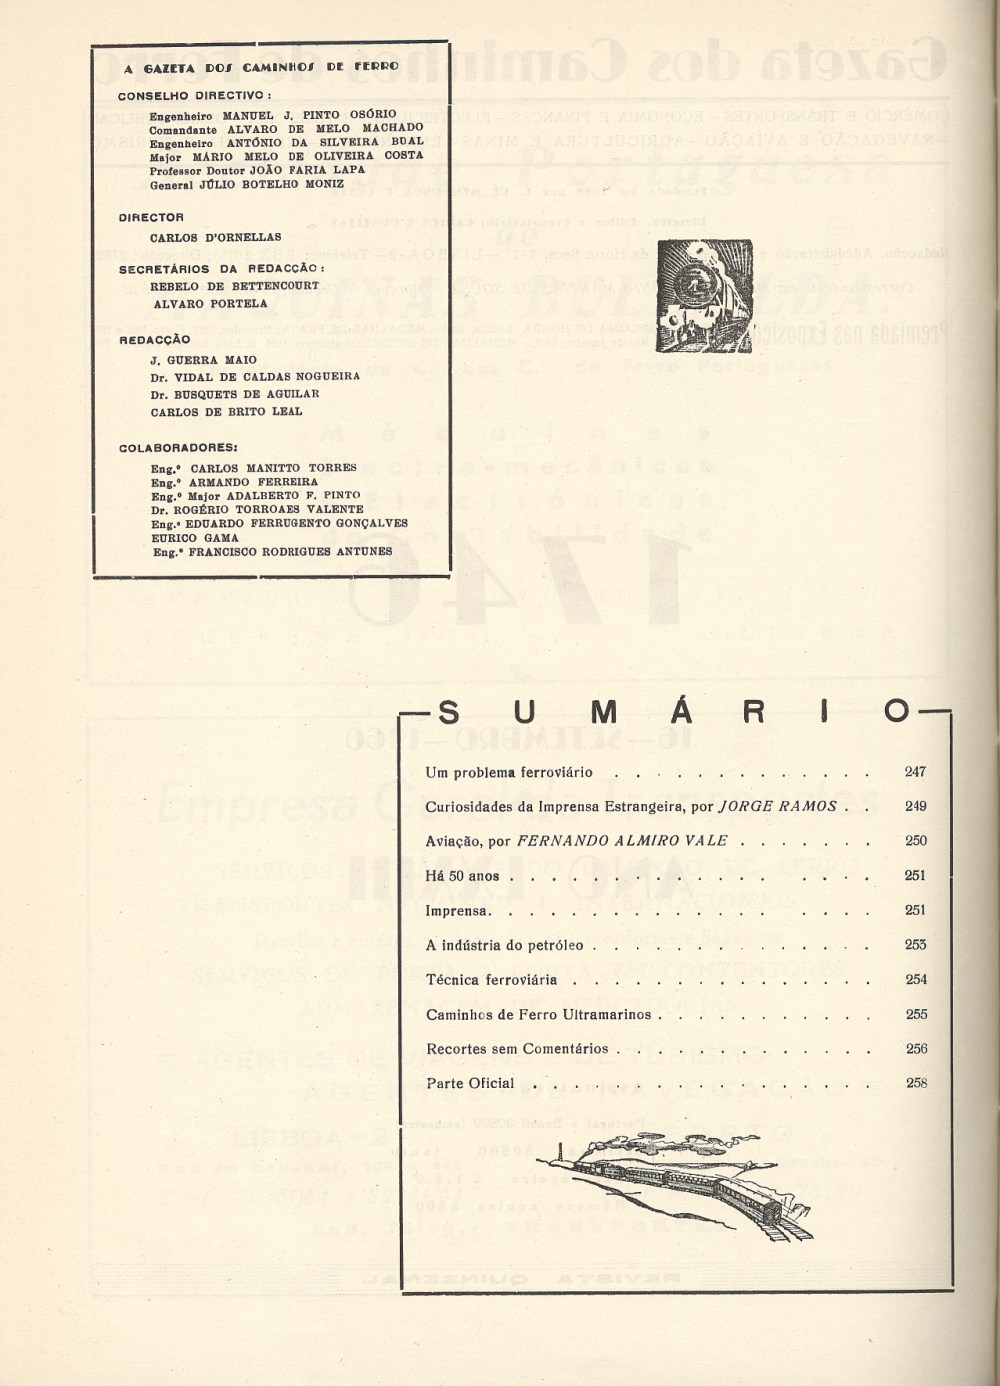 A GAZETA DOS CAMINHOS DE FERRO
CONSELHO DIRECTIVO:
Engenheiro MANUEL J. PINTO OSÓRIO
Comandante ALVARO DE MELO MACHADO
Engenheiro ANTÓNIO DA SILVEIRA BUAL
Major MÁRIO MELO DE OLIVEIRA COSTA
Professor Doutor JOÃO FARIA LAPA
General JÚLIO BOTELHO MONIZ
DIRECTOR
CARLOS D'ORNELLAS
SECRETÁRIOS DA REDACÇÃO:
REBELO DE BETTENCOURT
ALVARO PORTELA
REDACÇÃO
J. GUERRA MAIO
Dr. VIDAL DE CALDAS NOGUEIRA
Dr. BUSQUETS DE AGUILAR
CARLOS DE BRITO LEAL
COLABORADORES:
Eng.º CARLOS MANITTO TORRES
Eng.º ARMANDO FERREIRA
Eng.º Major ADALBERTO F. PINTO
Dr. ROGÉRIO TORROAES VALENTE
Eng.º EDUARDO FERRUGENTO GONÇALVES
EURICO GAMA
Eng.º FRANCISCO RODRIGUES ANTUNES
SUMÁRIO
Um problema ferroviário . . . . . . . . . . . . . 247
Curiosidades da Imprensa Estrangeira, por JORGE RAMOS . . 249
Aviação, por FERNANDO ALMIRO VALE . . . . . . . 250
Há 50 anos . . . . . . . . . . . . . . 251
Imprensa. . . . . . . . . . . . . . . 251
A indústria do petróleo . . . . . . . . . . . 253
Técnica ferroviária . . . . . . . . . . . . 254
Caminhos de Ferro Ultramarinos . . . . . . . . . . 255
Recortes sem Comentários . . . . . . . . . . 256
Parte Oficial . . . . . . . . . . . . . 258